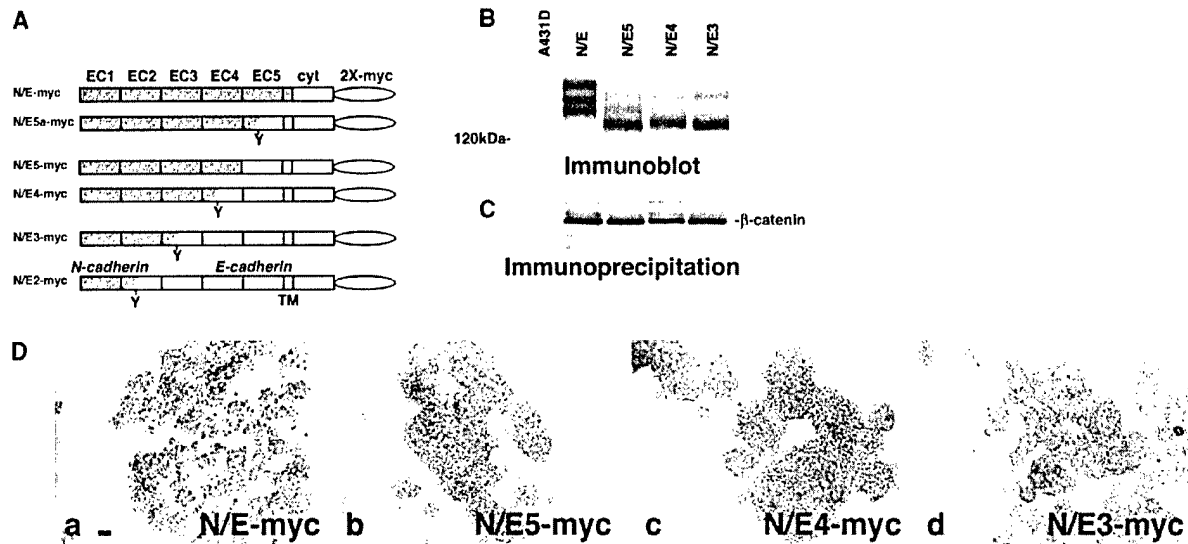 A
EC1 EC2 EC3 EC4 EC5 cyt 2X-myc
N/E-myc
N/E5a-myc
Y
N/E5-myc
N/E4-myc
Y
N/E3-myc
Y
N-cadherin E-cadherin
N/E2-myc
Y TM
B
A431D N/E N/E5 N/E4 N/E3
120kDa-
Immunoblot
C
-β-catenin
Immunoprecipitation
D
a N/E-myc b N/E5-myc c N/E4-myc d N/E3-myc